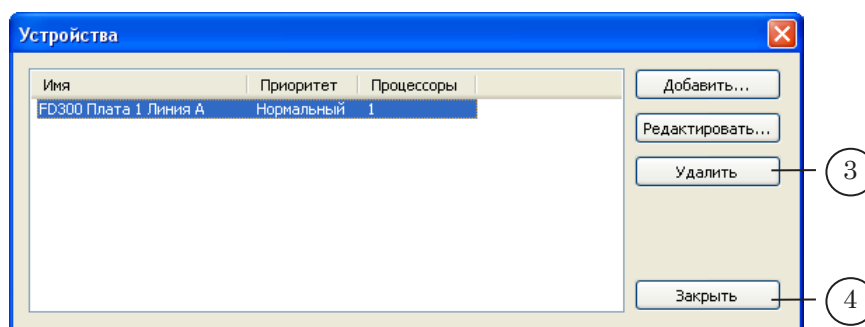 Устройства
Имя Приоритет Процессоры
FD300 Плата 1 Линия А Нормальный 1
Добавить...
Редактировать...
Удалить
3
Закрыть
4